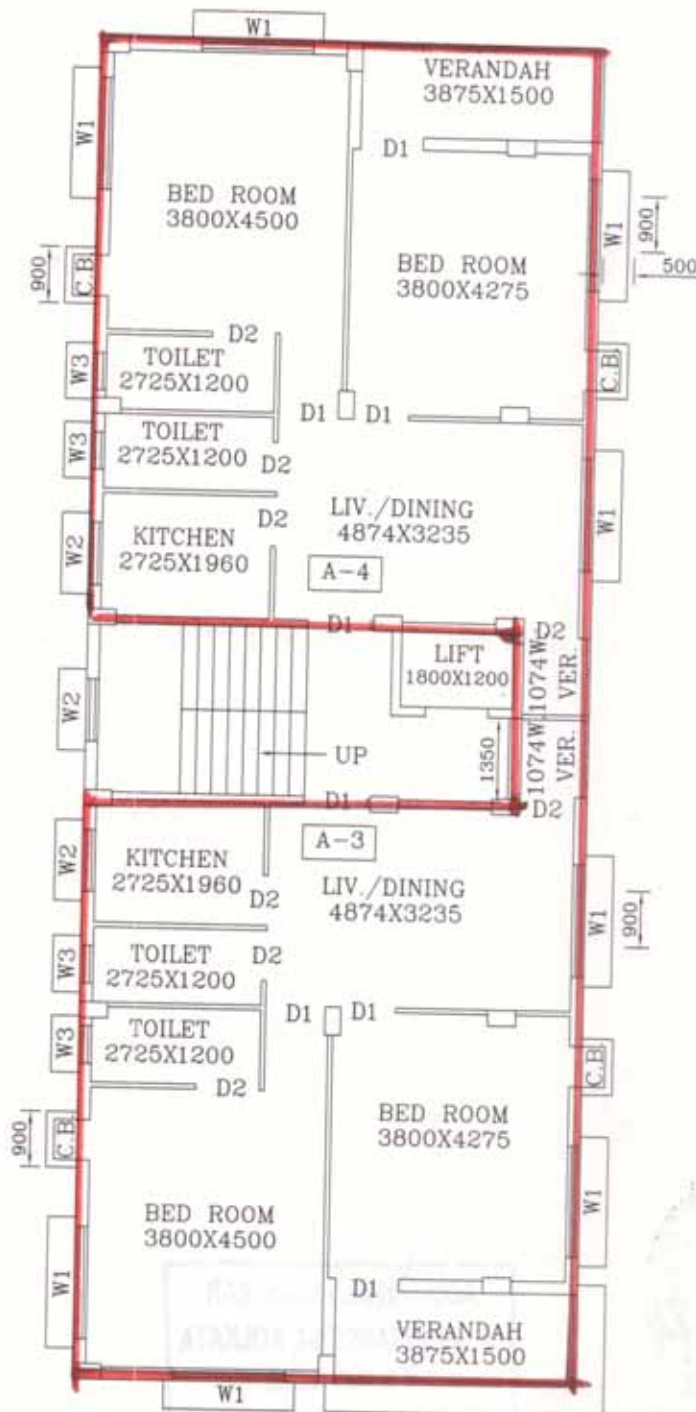 W1
VERANDAH
3875X1500
W1
D1
BED ROOM
3800X4500
W1
900
BED ROOM
3800X4275
500
900
C.B.
D2
C.B.
TOILET
2725X1200
W3
D1
D1
TOILET
2725X1200
W3
D2
LIV./DINING
4874X3235
W1
D2
KITCHEN
2725X1960
W2
A-4
D1
D2
LIFT
1800X1200
1074W.
VER.
W2
UP
1350
1074W.
VER.
D1
D2
A-3
KITCHEN
2725X1960
W2
LIV./DINING
4874X3235
W1
900
D2
TOILET
2725X1200
W3
D2
D1
D1
TOILET
2725X1200
W3
D2
C.B.
BED ROOM
3800X4275
900
C.B.
W1
BED ROOM
3800X4500
W1
D1
VERANDAH
3875X1500
W1